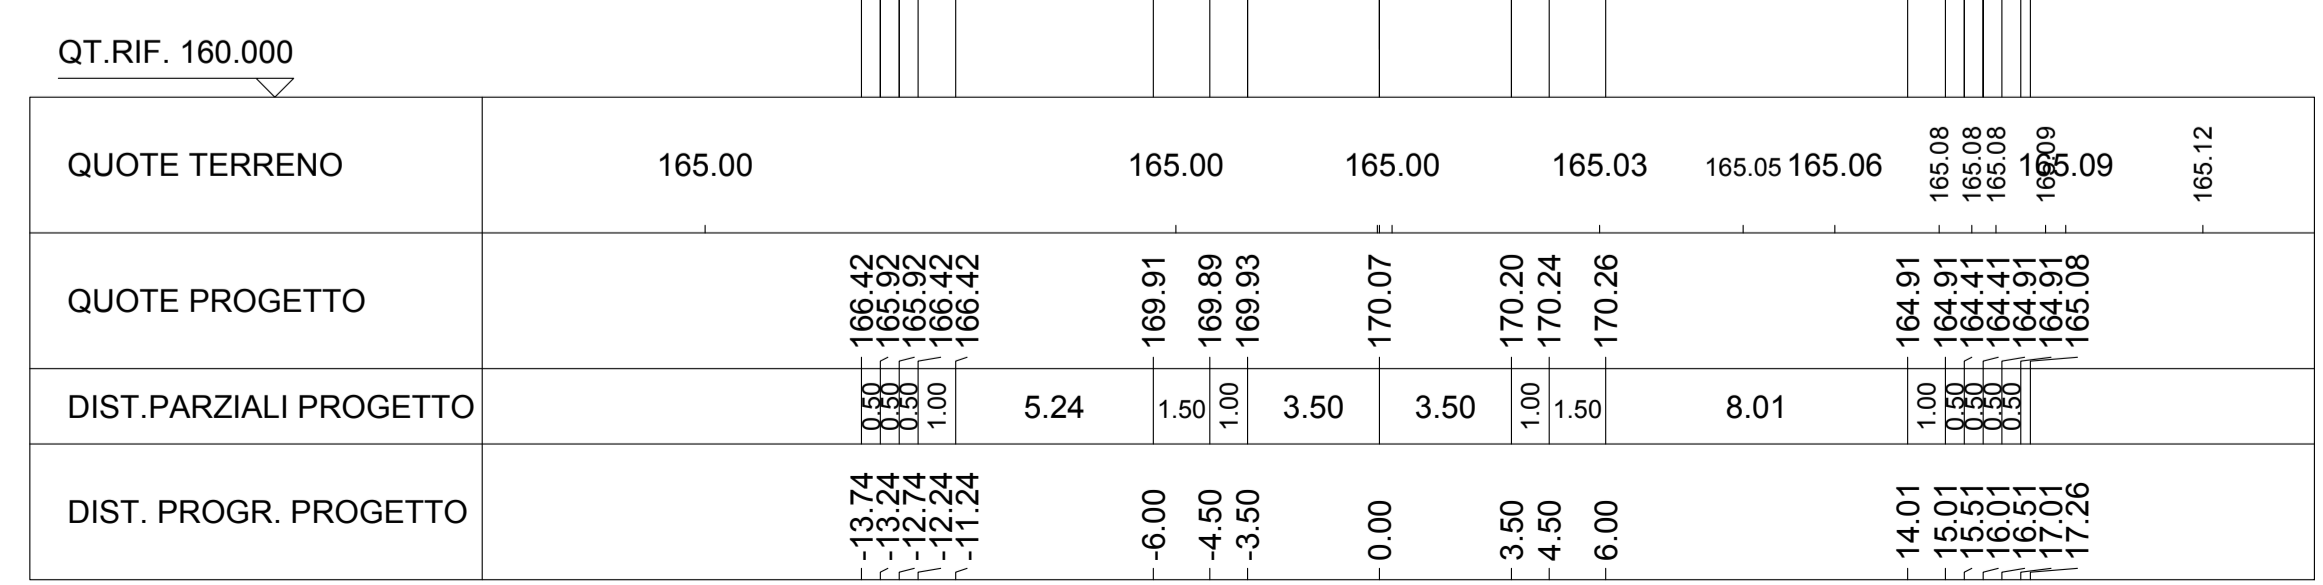 QT.RIF. 160.000
QUOTE TERRENO 165.00 165.00 165.00 165.03 165.05 165.06 165.08 165.08 165.08 165.09 165.09 165.12
QUOTE PROGETTO 166.42 165.92 165.92 166.42 166.42 169.91 169.89 169.93 170.07 170.20 170.24 170.26 164.91 164.91 164.41 164.41 164.91 164.91 165.08
DIST.PARZIALI PROGETTO 0.50 0.50 0.50 1.00 5.24 1.50 1.00 3.50 3.50 1.00 1.50 8.01 1.00 0.50 0.50 0.50 0.50
DIST. PROGR. PROGETTO -13.74 -13.24 -12.74 -12.24 -11.24 -6.00 -4.50 -3.50 0.00 3.50 4.50 6.00 14.01 15.01 15.51 16.01 16.51 17.01 17.26